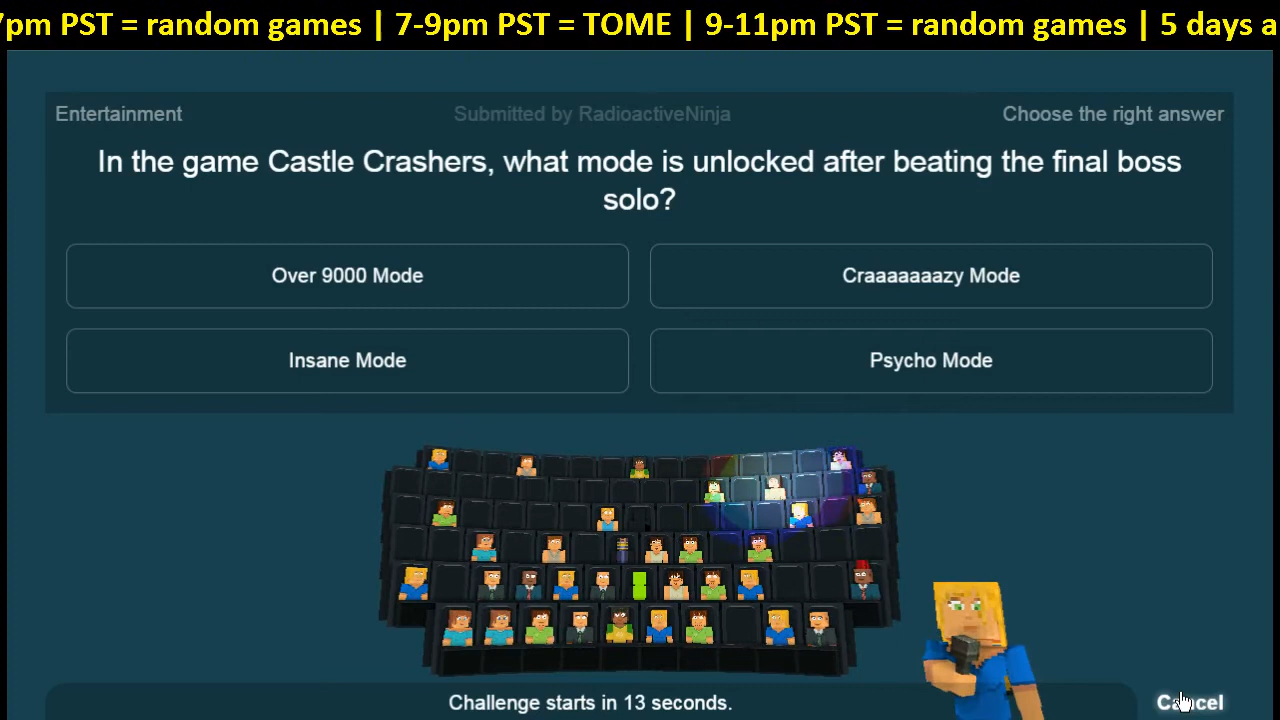 7pm PST = random games | 7-9pm PST = TOME | 9-11pm PST = random games | 5 days a
Entertainment
Submitted by RadioactiveNinja
Choose the right answer
In the game Castle Crashers, what mode is unlocked after beating the final boss
solo?
Over 9000 Mode
Craaaaaaazy Mode
Insane Mode
Psycho Mode
Challenge starts in 13 seconds.
Cancel